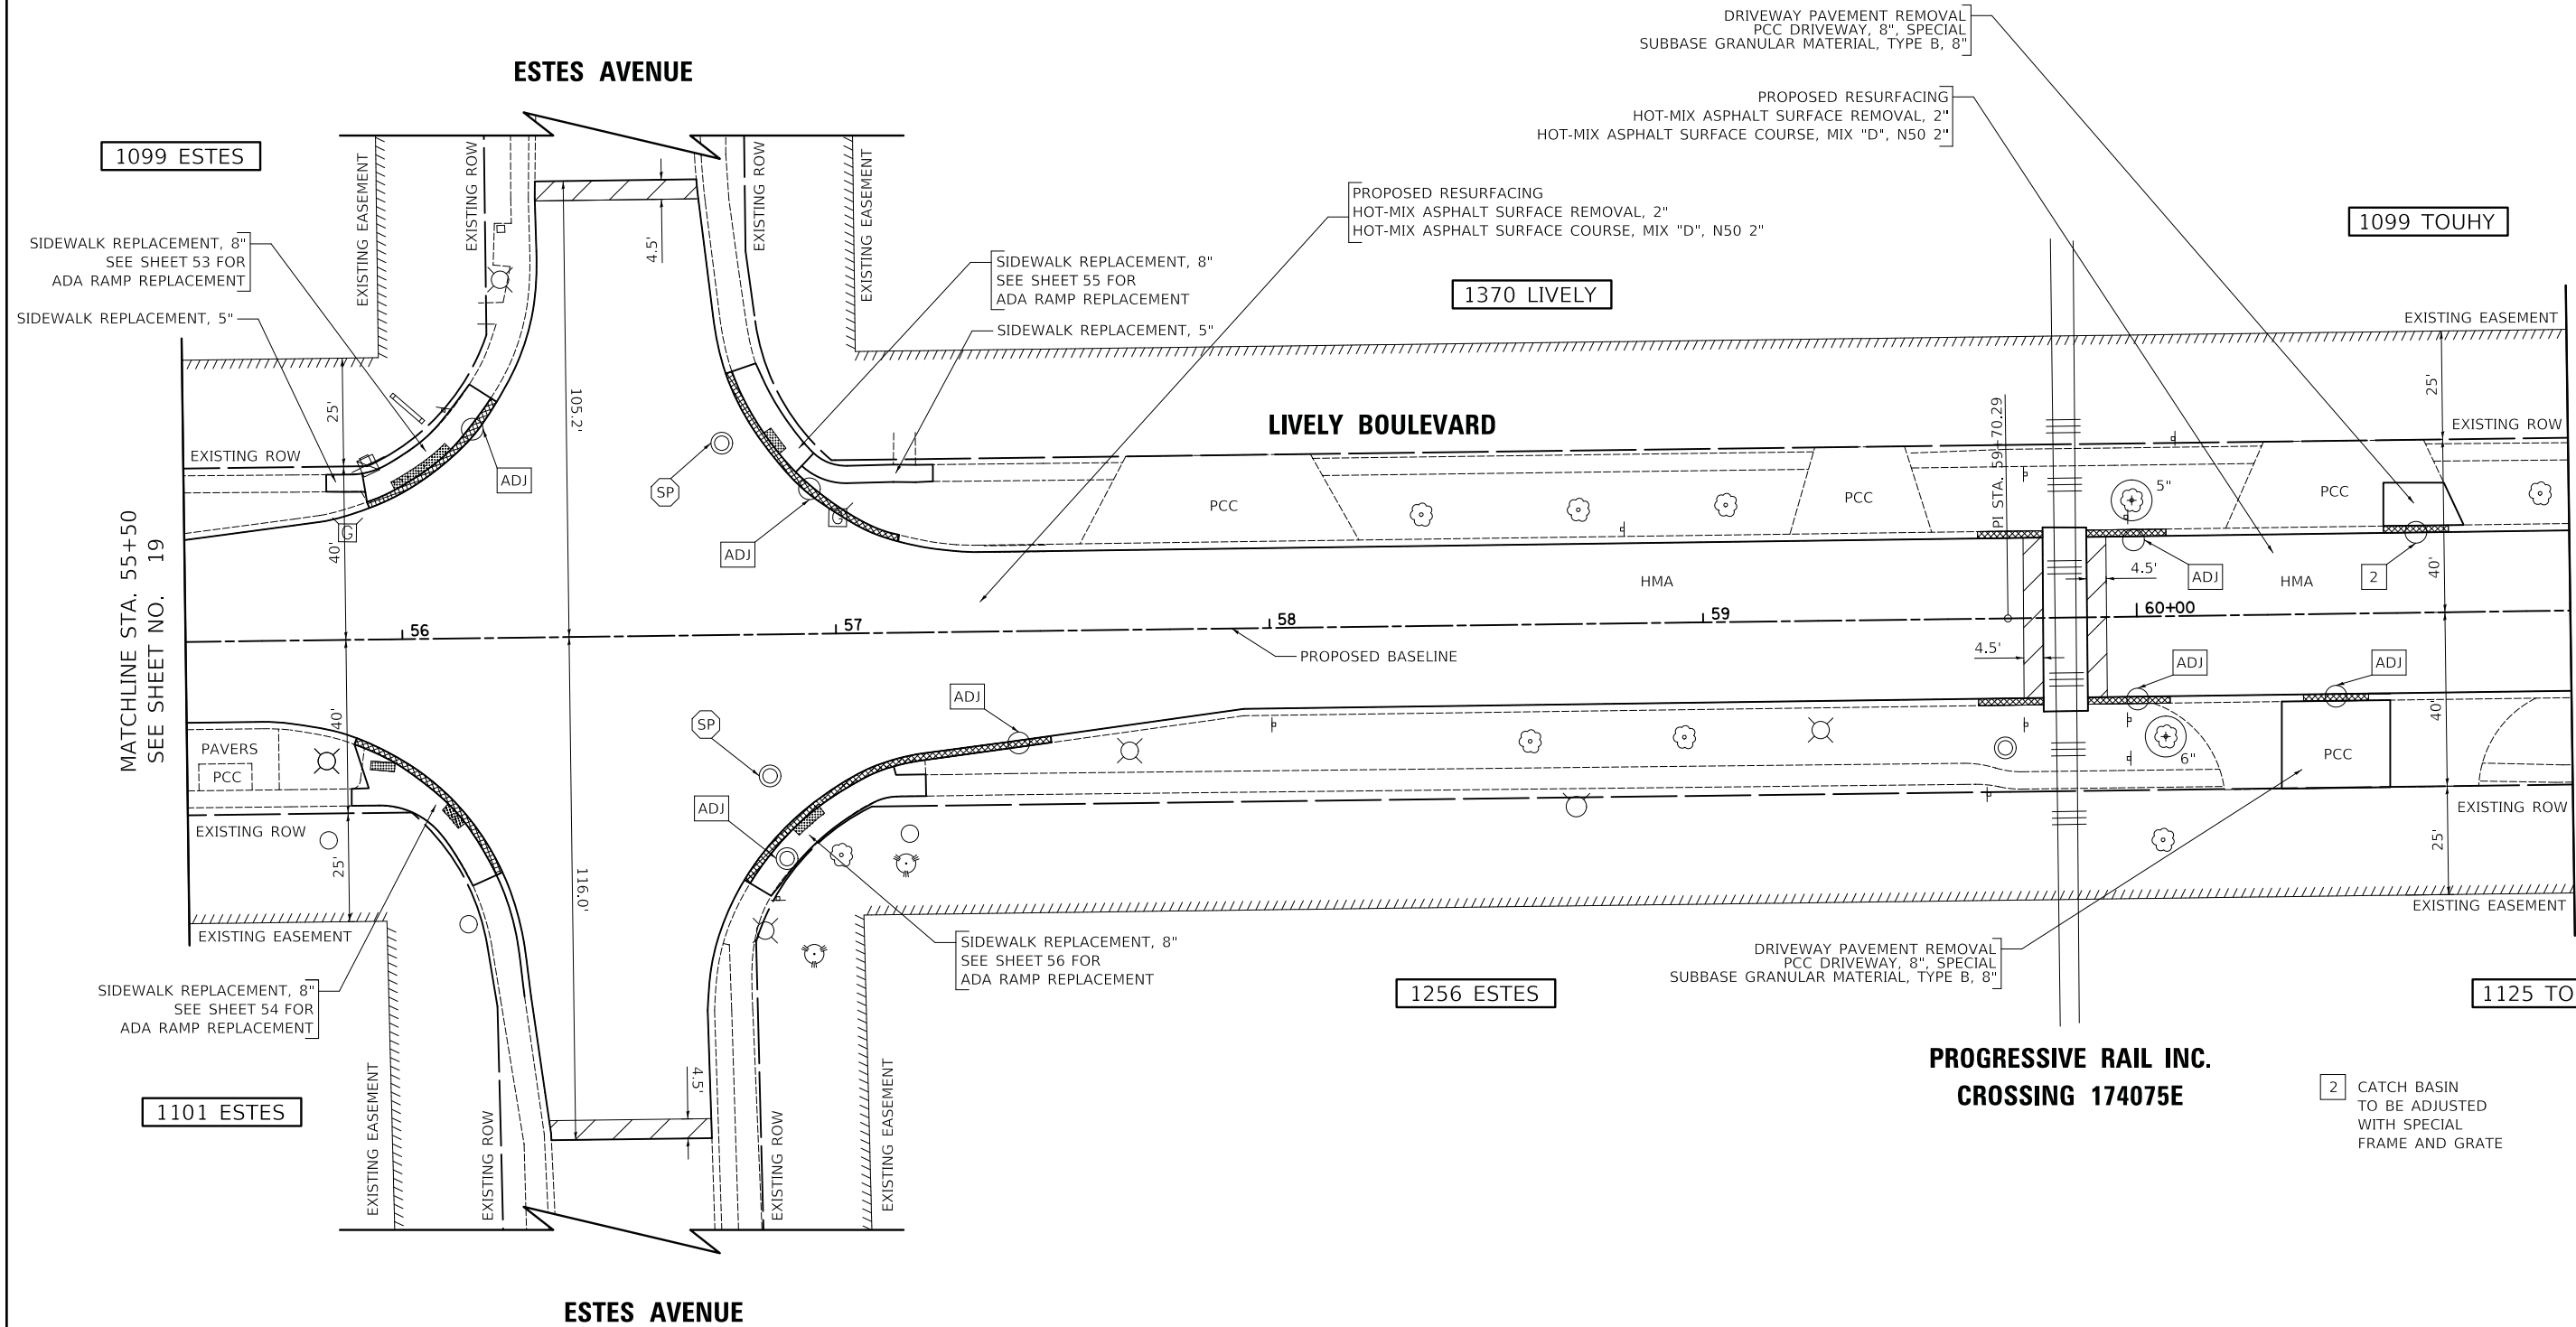 DRIVEWAY PAVEMENT REMOVAL
PCC DRIVEWAY, 8", SPECIAL
SUBBASE GRANULAR MATERIAL, TYPE B, 8"
ESTES AVENUE
PROPOSED RESURFACING
HOT-MIX ASPHALT SURFACE REMOVAL, 2"
HOT-MIX ASPHALT SURFACE COURSE, MIX "D", N50 2"
1099 ESTES
EXISTING EASEMENT
EXISTING ROW
EXISTING ROW
EXISTING EASEMENT
4.5'
PROPOSED RESURFACING
HOT-MIX ASPHALT SURFACE REMOVAL, 2"
HOT-MIX ASPHALT SURFACE COURSE, MIX "D", N50 2"
1099 TOUHY
SIDEWALK REPLACEMENT, 8"
SEE SHEET 53 FOR
ADA RAMP REPLACEMENT
SIDEWALK REPLACEMENT, 5"
SIDEWALK REPLACEMENT, 8"
SEE SHEET 55 FOR
ADA RAMP REPLACEMENT
SIDEWALK REPLACEMENT, 5"
1370 LIVELY
EXISTING EASEMENT
25'
105.2'
25'
LIVELY BOULEVARD
PI STA. 59+70.29
EXISTING ROW
EXISTING ROW
ADJ
SP
PCC
PCC
5"
PCC
G
G
40'
ADJ
HMA
4.5'
ADJ
HMA
2
40'
MATCHLINE STA. 55+50
SEE SHEET NO. 19
56
57
58
59
60+00
PROPOSED BASELINE
4.5'
ADJ
ADJ
ADJ
40'
SP
40'
PAVERS
PCC
6"
PCC
ADJ
EXISTING ROW
EXISTING ROW
25'
116.0'
25'
EXISTING EASEMENT
EXISTING EASEMENT
SIDEWALK REPLACEMENT, 8"
SEE SHEET 56 FOR
ADA RAMP REPLACEMENT
DRIVEWAY PAVEMENT REMOVAL
PCC DRIVEWAY, 8", SPECIAL
SUBBASE GRANULAR MATERIAL, TYPE B, 8"
SIDEWALK REPLACEMENT, 8"
SEE SHEET 54 FOR
ADA RAMP REPLACEMENT
1256 ESTES
1125 TO
4.5'
EXISTING EASEMENT
EXISTING ROW
EXISTING ROW
EXISTING EASEMENT
1101 ESTES
PROGRESSIVE RAIL INC.
CROSSING 174075E
2 CATCH BASIN
TO BE ADJUSTED
WITH SPECIAL
FRAME AND GRATE
ESTES AVENUE